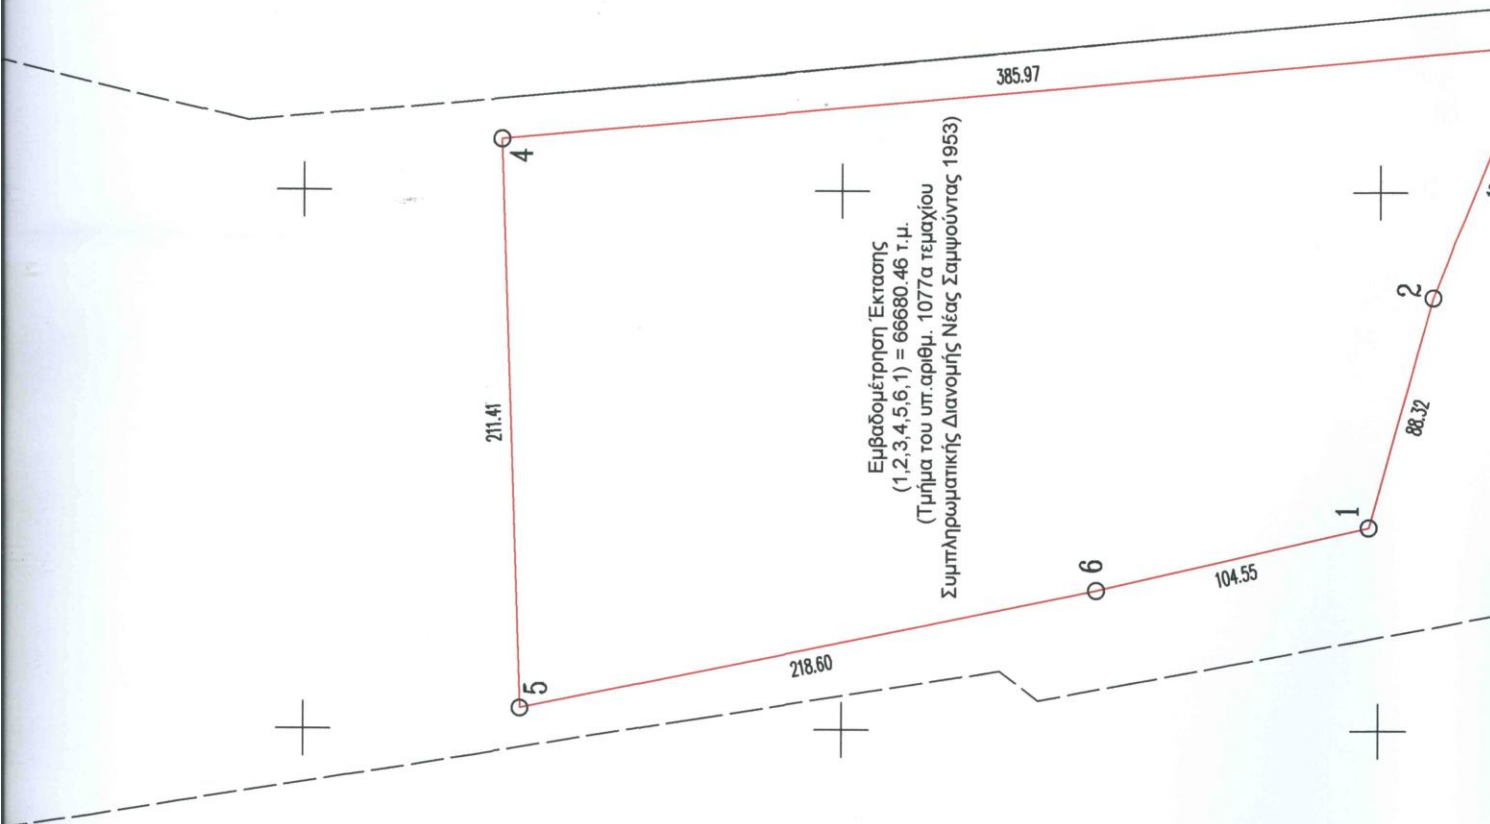 385.97
4
Εμβαδομέτρηση Έκτασης
(1,2,3,4,5,6,1) = 66680.46 τ.μ.
(Τμήμα του υπ.αριθμ. 1077α τεμαχίου
Συμπληρωματικής Διανομής Νέας Σαμψούντας 1953)
2
211.41
88.32
1
6
104.55
218.60
5